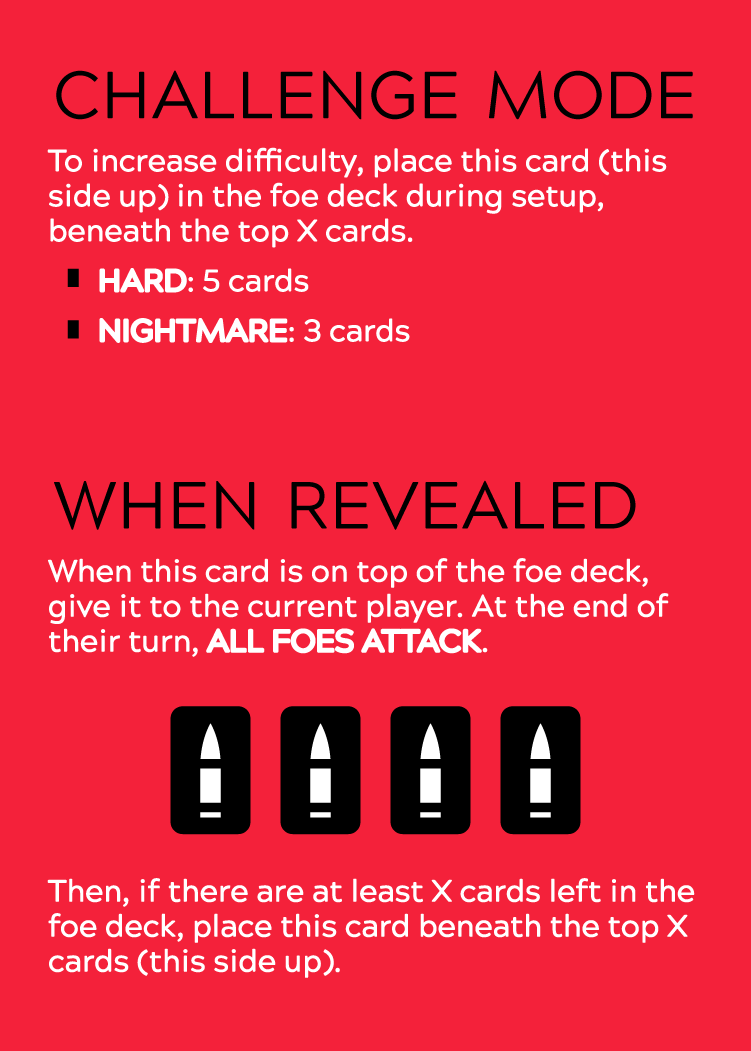 CHALLENGE MODE
To increase difficulty, place this card (this
side up) in the foe deck during setup,
beneath the top X cards.
HARD: 5 cards
NIGHTMARE: 3 cards
WHEN REVEALED
When this card is on top of the foe deck,
give it to the current player. At the end of
their turn, ALL FOES ATTACK.
Then, if there are at least X cards left in the
foe deck, place this card beneath the top X
cards (this side up).